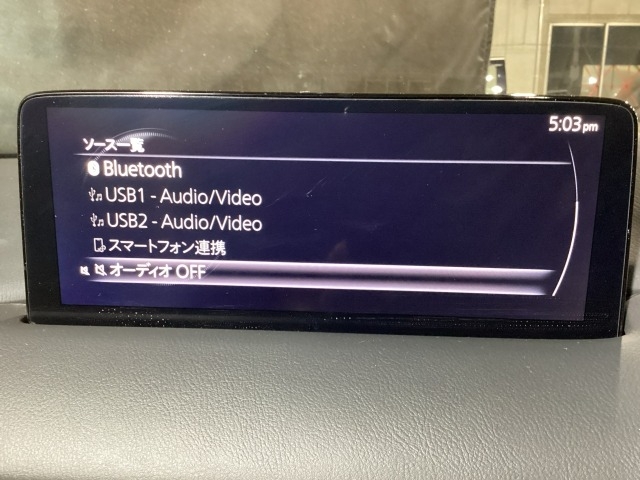 5:03pm
ソース一覧
Bluetooth
USB1 - Audio/Video
USB2 - Audio/Video
スマートフォン連携
オーディオ OFF